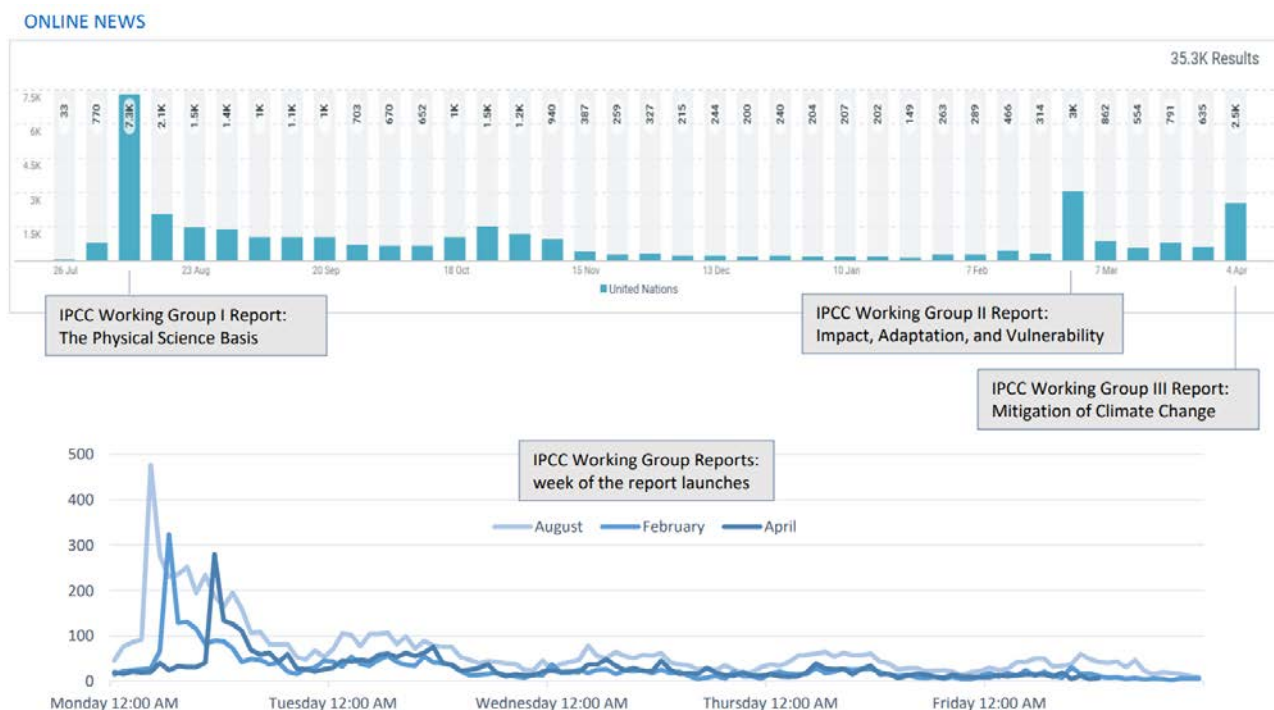 ONLINE NEWS
35.3K Results
7.5K
6K
4.5K
3K
1.5K
33
770
7.3K
2.1K
1.5K
1.4K
1K
1.1K
1K
703
670
652
1K
1.5K
1.2K
940
387
259
327
215
244
200
240
204
207
202
149
263
289
466
314
3K
862
554
791
635
2.5K
26 Jul
23 Aug
20 Sep
18 Oct
15 Nov
13 Dec
10 Jan
7 Feb
7 Mar
4 Apr
United Nations
IPCC Working Group I Report:
The Physical Science Basis
IPCC Working Group II Report:
Impact, Adaptation, and Vulnerability
IPCC Working Group III Report:
Mitigation of Climate Change
IPCC Working Group Reports:
week of the report launches
August February April
500
400
300
200
100
0
Monday 12:00 AM Tuesday 12:00 AM Wednesday 12:00 AM Thursday 12:00 AM Friday 12:00 AM